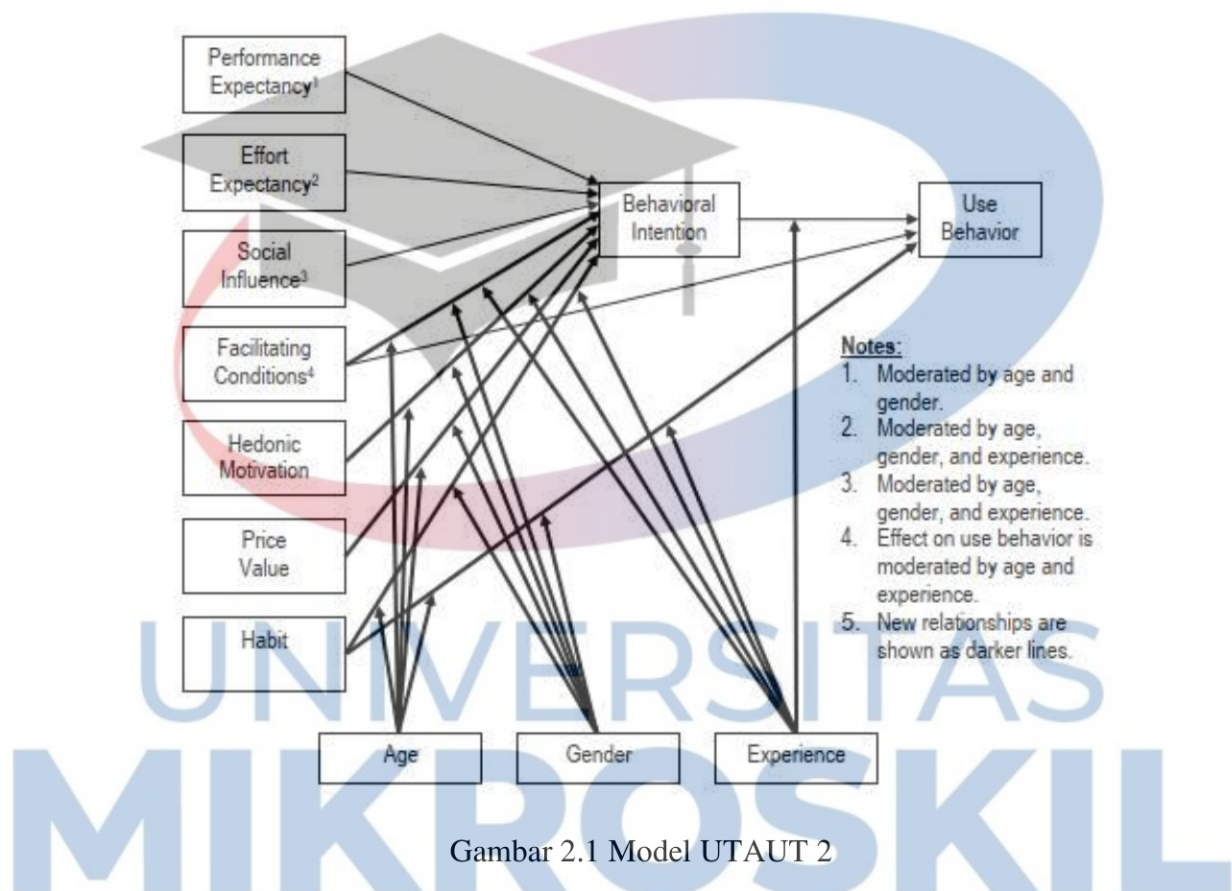 Performance
Expectancy¹
Effort
Expectancy²
Social
Influence³
Facilitating
Conditions⁴
Hedonic
Motivation
Price
Value
Habit
Behavioral
Intention
Use
Behavior
Notes:
1. Moderated by age and
gender.
2. Moderated by age,
gender, and experience.
3. Moderated by age,
gender, and experience.
4. Effect on use behavior is
moderated by age and
experience.
5. New relationships are
shown as darker lines.
Age
Gender
Experience
UNIVERSITAS
MIKROSKIL
Gambar 2.1 Model UTAUT 2